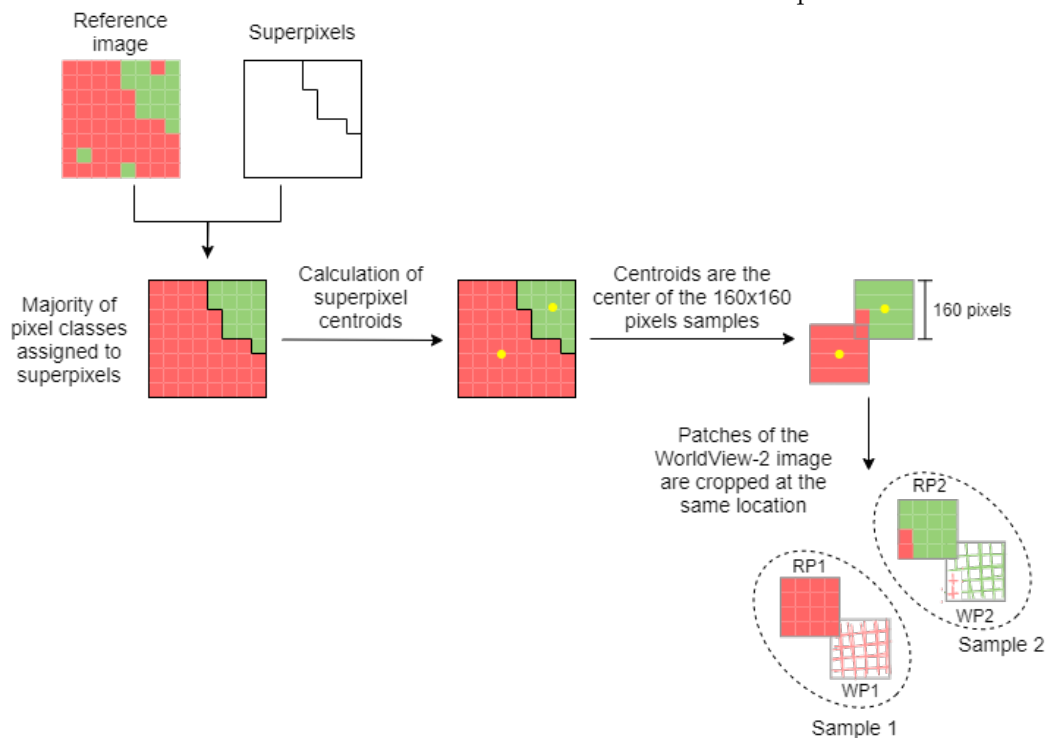 Reference
image
Superpixels
Majority of
pixel classes
assigned to
superpixels
Calculation of
superpixel
centroids
Centroids are the
center of the 160x160
pixels samples
160 pixels
Patches of the
WorldView-2 image
are cropped at the
same location
RP2
WP2
Sample 2
RP1
WP1
Sample 1